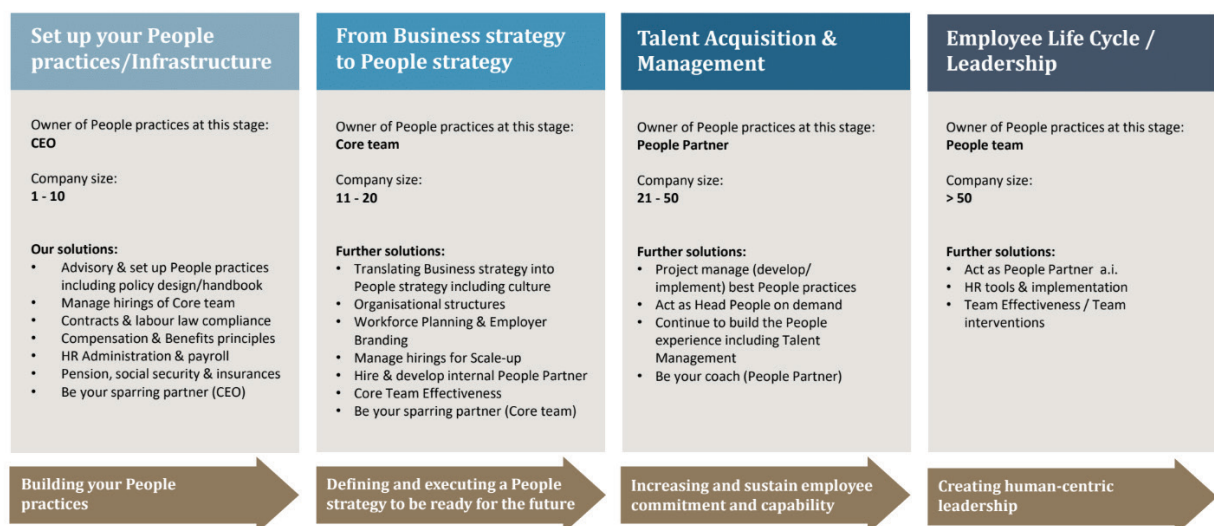 Set up your People
practices/Infrastructure
Owner of People practices at this stage:
CEO
Company size:
1 - 10
Our solutions:
• Advisory & set up People practices
including policy design/handbook
• Manage hirings of Core team
• Contracts & labour law compliance
• Compensation & Benefits principles
• HR Administration & payroll
• Pension, social security & insurances
• Be your sparring partner (CEO)
Building your People
practices
From Business strategy
to People strategy
Owner of People practices at this stage:
Core team
Company size:
11 - 20
Further solutions:
• Translating Business strategy into
People strategy including culture
• Organisational structures
• Workforce Planning & Employer
Branding
• Manage hirings for Scale-up
• Hire & develop internal People Partner
• Core Team Effectiveness
• Be your sparring partner (Core team)
Defining and executing a People
strategy to be ready for the future
Talent Acquisition &
Management
Owner of People practices at this stage:
People Partner
Company size:
21 - 50
Further solutions:
• Project manage (develop/
implement) best People practices
• Act as Head People on demand
• Continue to build the People
experience including Talent
Management
• Be your coach (People Partner)
Increasing and sustain employee
commitment and capability
Employee Life Cycle /
Leadership
Owner of People practices at this stage:
People team
Company size:
> 50
Further solutions:
• Act as People Partner a.i.
• HR tools & implementation
• Team Effectiveness / Team
interventions
Creating human-centric
leadership